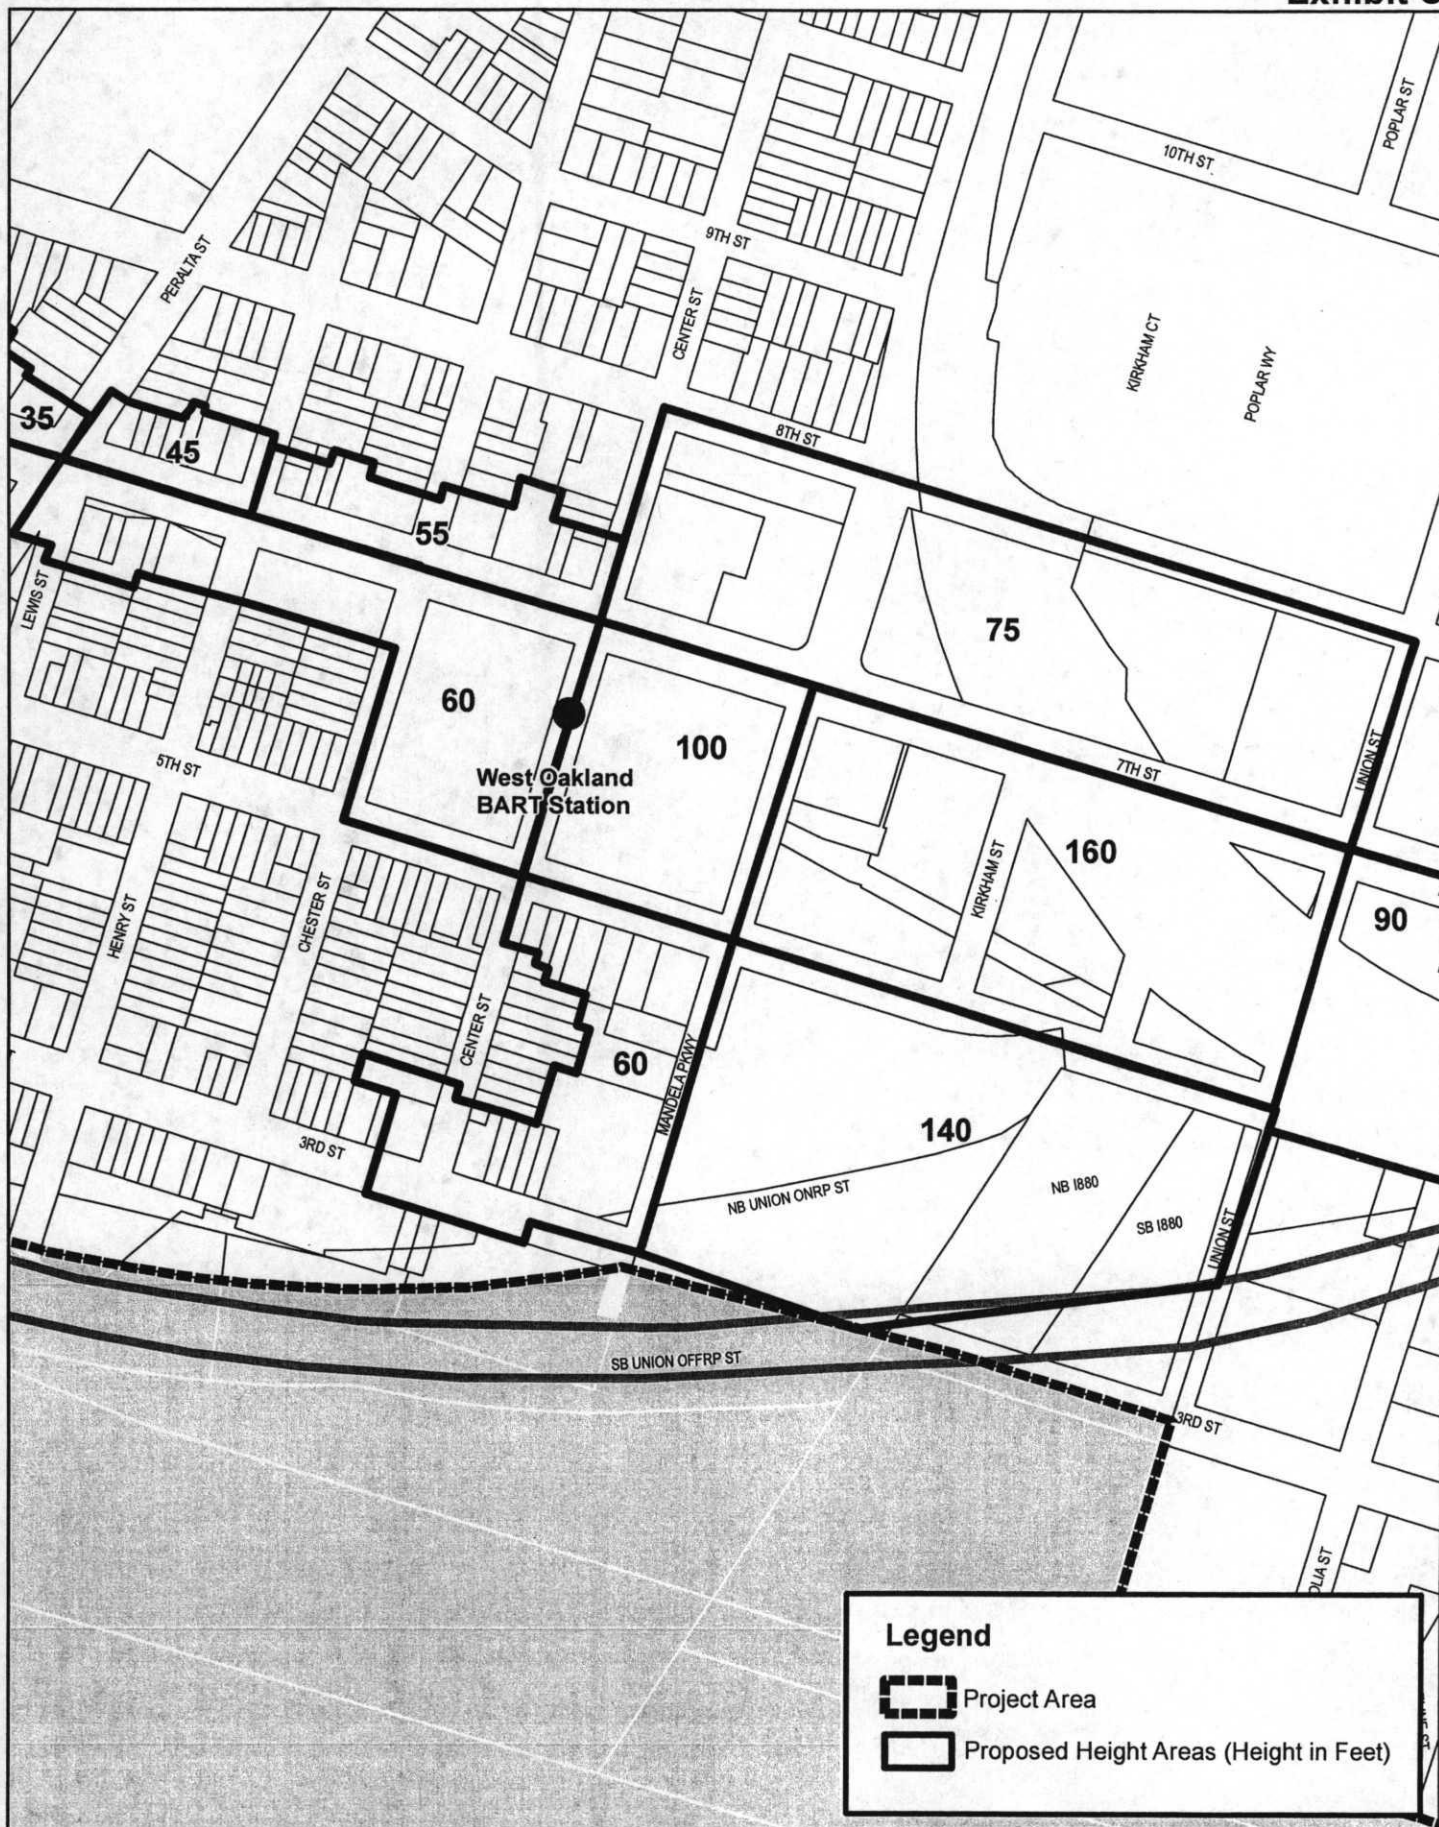 POPLAR ST
10TH ST.
9TH ST
PERALTA ST
CENTER ST
KIRKHAM CT
POPLAR WY
35
45
8TH ST
55
LEWIS ST
75
60
100
UNION ST
5TH ST
West Oakland
BART Station
7TH ST
160
KIRKHAM ST
90
HENRY ST
CHESTER ST
CENTER ST
60
MANDELA PKWY
140
3RD ST
NB UNION ONRP ST
NB I880
SB I880
UNION ST
SB UNION OFFRP ST
3RD ST
OLIA ST
Legend
Project Area
Proposed Height Areas (Height in Feet)